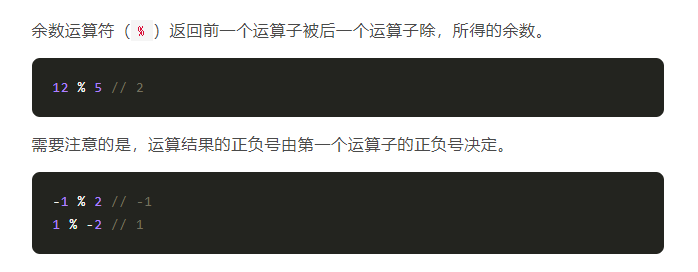 余数运算符（%）返回前一个运算子被后一个运算子除，所得的余数。
12 % 5 // 2
需要注意的是，运算结果的正负号由第一个运算子的正负号决定。
-1 % 2 // -1
1 % -2 // 1